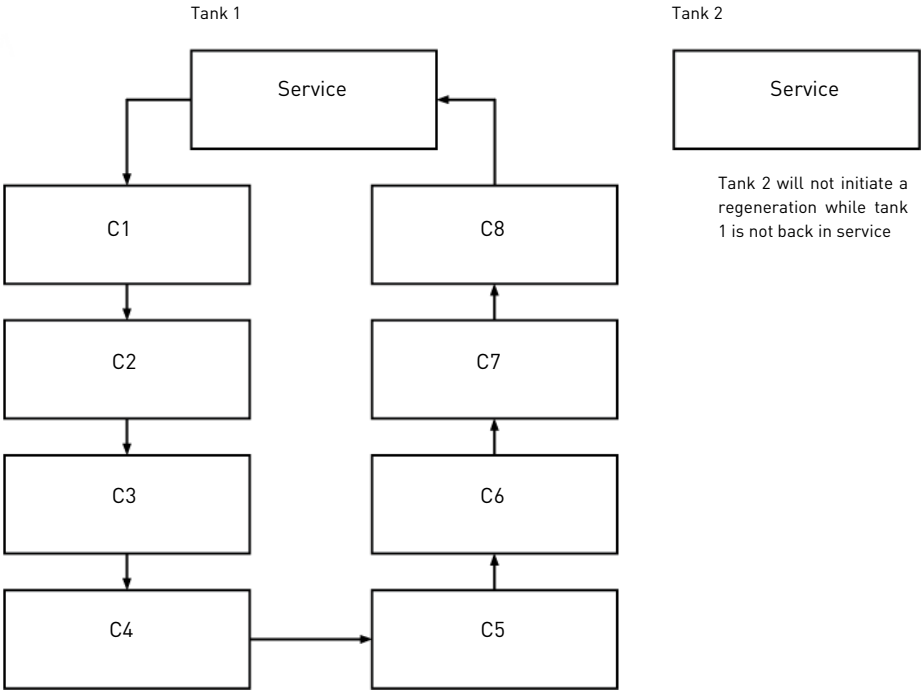 Tank 1
Tank 2
Service
Service
Tank 2 will not initiate a
regeneration while tank
1 is not back in service
C1
C8
C2
C7
C3
C6
C4
C5